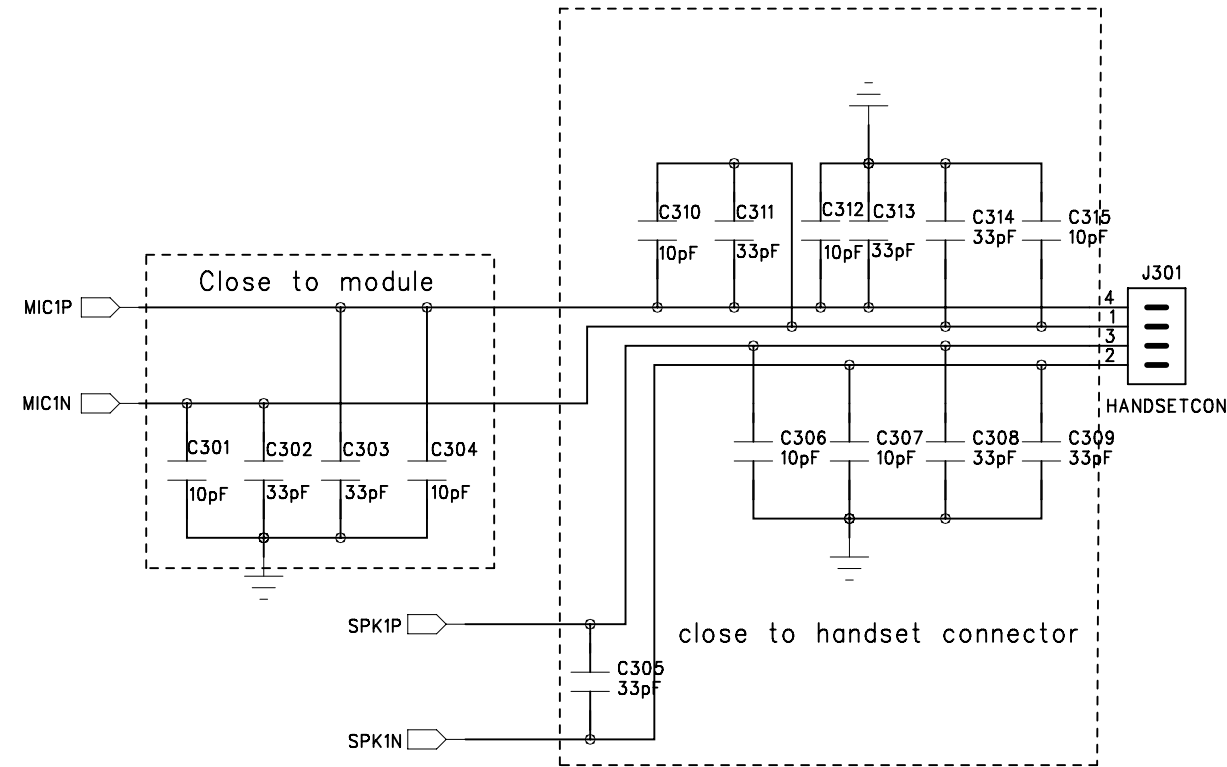 C310
C311
C312
C313
C314
C315
10pF
33pF
10pF
33pF
33pF
10pF
J301
Close to module
MIC1P
4
1
3
2
MIC1N
HANDSETCON
C301
C302
C303
C304
10pF
33pF
33pF
10pF
C306
C307
C308
C309
10pF
10pF
33pF
33pF
SPK1P
close to handset connector
C305
33pF
SPK1N